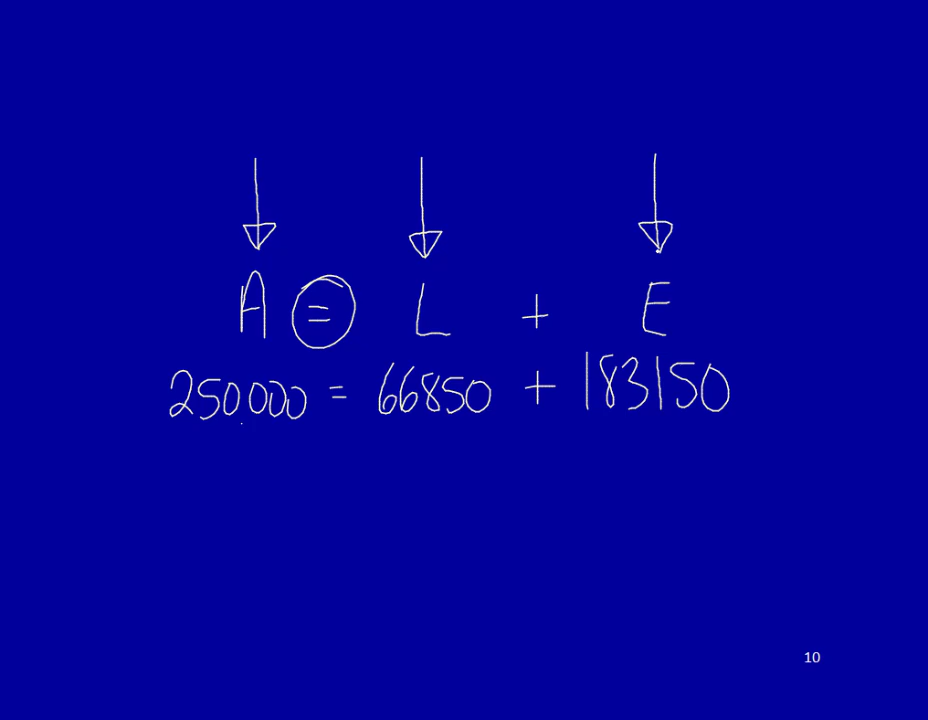 A = L + E
250000 = 66850 + 183150
10